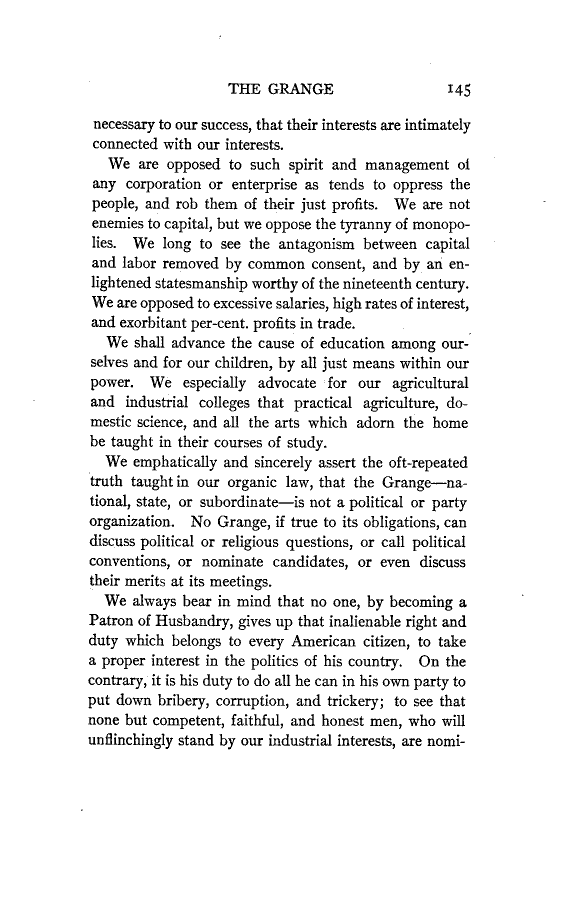 THE GRANGE 145
necessary to our success, that their interests are intimately
connected with our interests.
We are opposed to such spirit and management of
any corporation or enterprise as tends to oppress the
people, and rob them of their just profits. We are not
enemies to capital, but we oppose the tyranny of monopo-
lies. We long to see the antagonism between capital
and labor removed by common consent, and by an en-
lightened statesmanship worthy of the nineteenth century.
We are opposed to excessive salaries, high rates of interest,
and exorbitant per-cent. profits in trade.
We shall advance the cause of education among our-
selves and for our children, by all just means within our
power. We especially advocate for our agricultural
and industrial colleges that practical agriculture, do-
mestic science, and all the arts which adorn the home
be taught in their courses of study.
We emphatically and sincerely assert the oft-repeated
truth taught in our organic law, that the Grange—na-
tional, state, or subordinate—is not a political or party
organization. No Grange, if true to its obligations, can
discuss political or religious questions, or call political
conventions, or nominate candidates, or even discuss
their merits at its meetings.
We always bear in mind that no one, by becoming a
Patron of Husbandry, gives up that inalienable right and
duty which belongs to every American citizen, to take
a proper interest in the politics of his country. On the
contrary, it is his duty to do all he can in his own party to
put down bribery, corruption, and trickery; to see that
none but competent, faithful, and honest men, who will
unflinchingly stand by our industrial interests, are nomi-